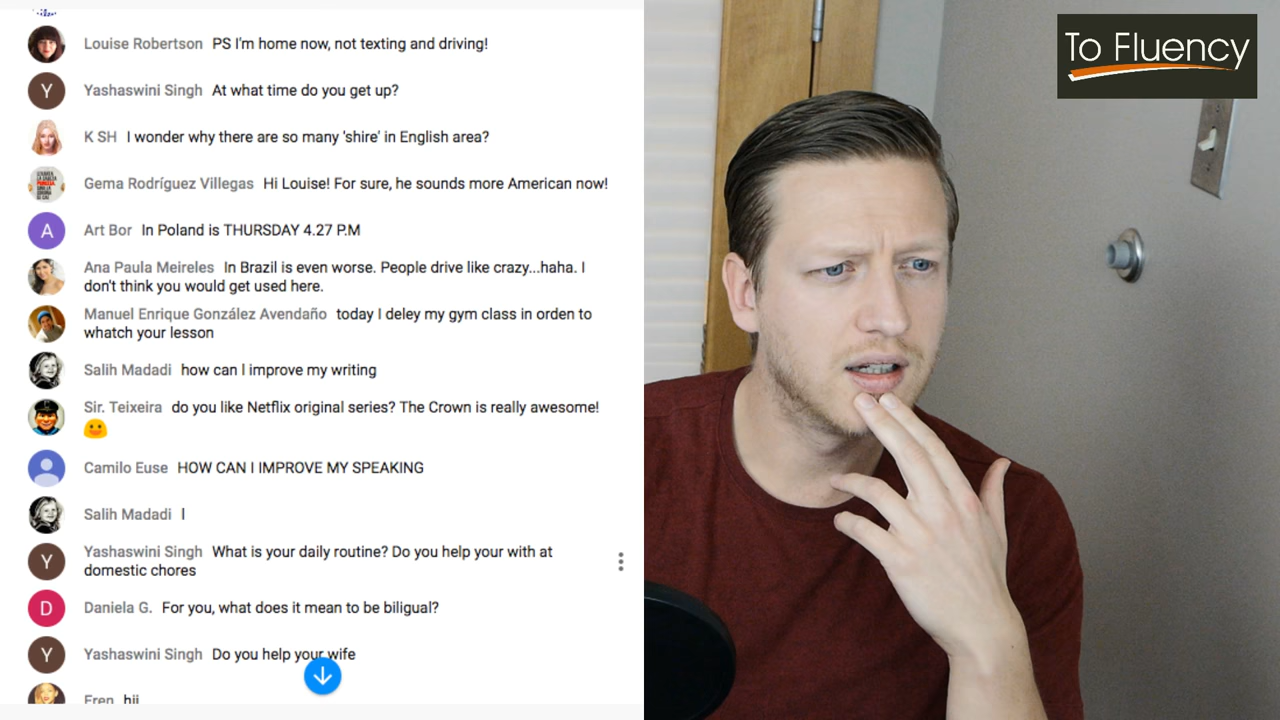 Louise Robertson PS I'm home now, not texting and driving!
Y Yashaswini Singh At what time do you get up?
K SH I wonder why there are so many 'shire' in English area?
Gema Rodríguez Villegas Hi Louise! For sure, he sounds more American now!
A Art Bor In Poland is THURSDAY 4.27 P.M
Ana Paula Meireles In Brazil is even worse. People drive like crazy...haha. I
don't think you would get used here.
Manuel Enrique González Avendaño today I deley my gym class in orden to
whatch your lesson
Salih Madadi how can I improve my writing
Sir. Teixeira do you like Netflix original series? The Crown is really awesome!
Camilo Euse HOW CAN I IMPROVE MY SPEAKING
Salih Madadi I
Y Yashaswini Singh What is your daily routine? Do you help your with at
domestic chores
D Daniela G. For you, what does it mean to be biligual?
Y Yashaswini Singh Do you help your wife
Eren hii
To Fluency